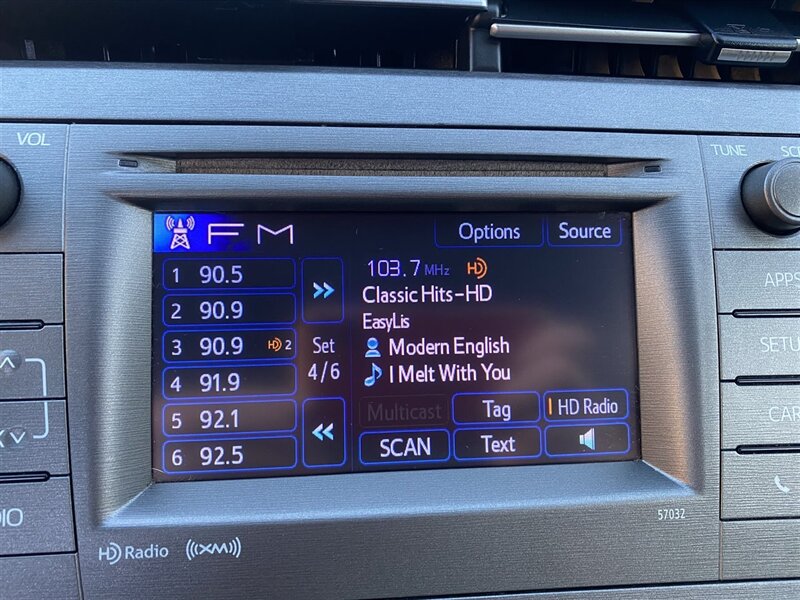 VOL
TUNE
FM
Options
Source
1 90.5
2 90.9
3 90.9 HD 2
4 91.9
5 92.1
6 92.5
Set
4/6
103.7 MHz HD
Classic Hits-HD
EasyLis
Modern English
I Melt With You
Multicast
Tag
HD Radio
SCAN
Text
APPS
SETU
CAR
DIO
57032
HD Radio
((XM))